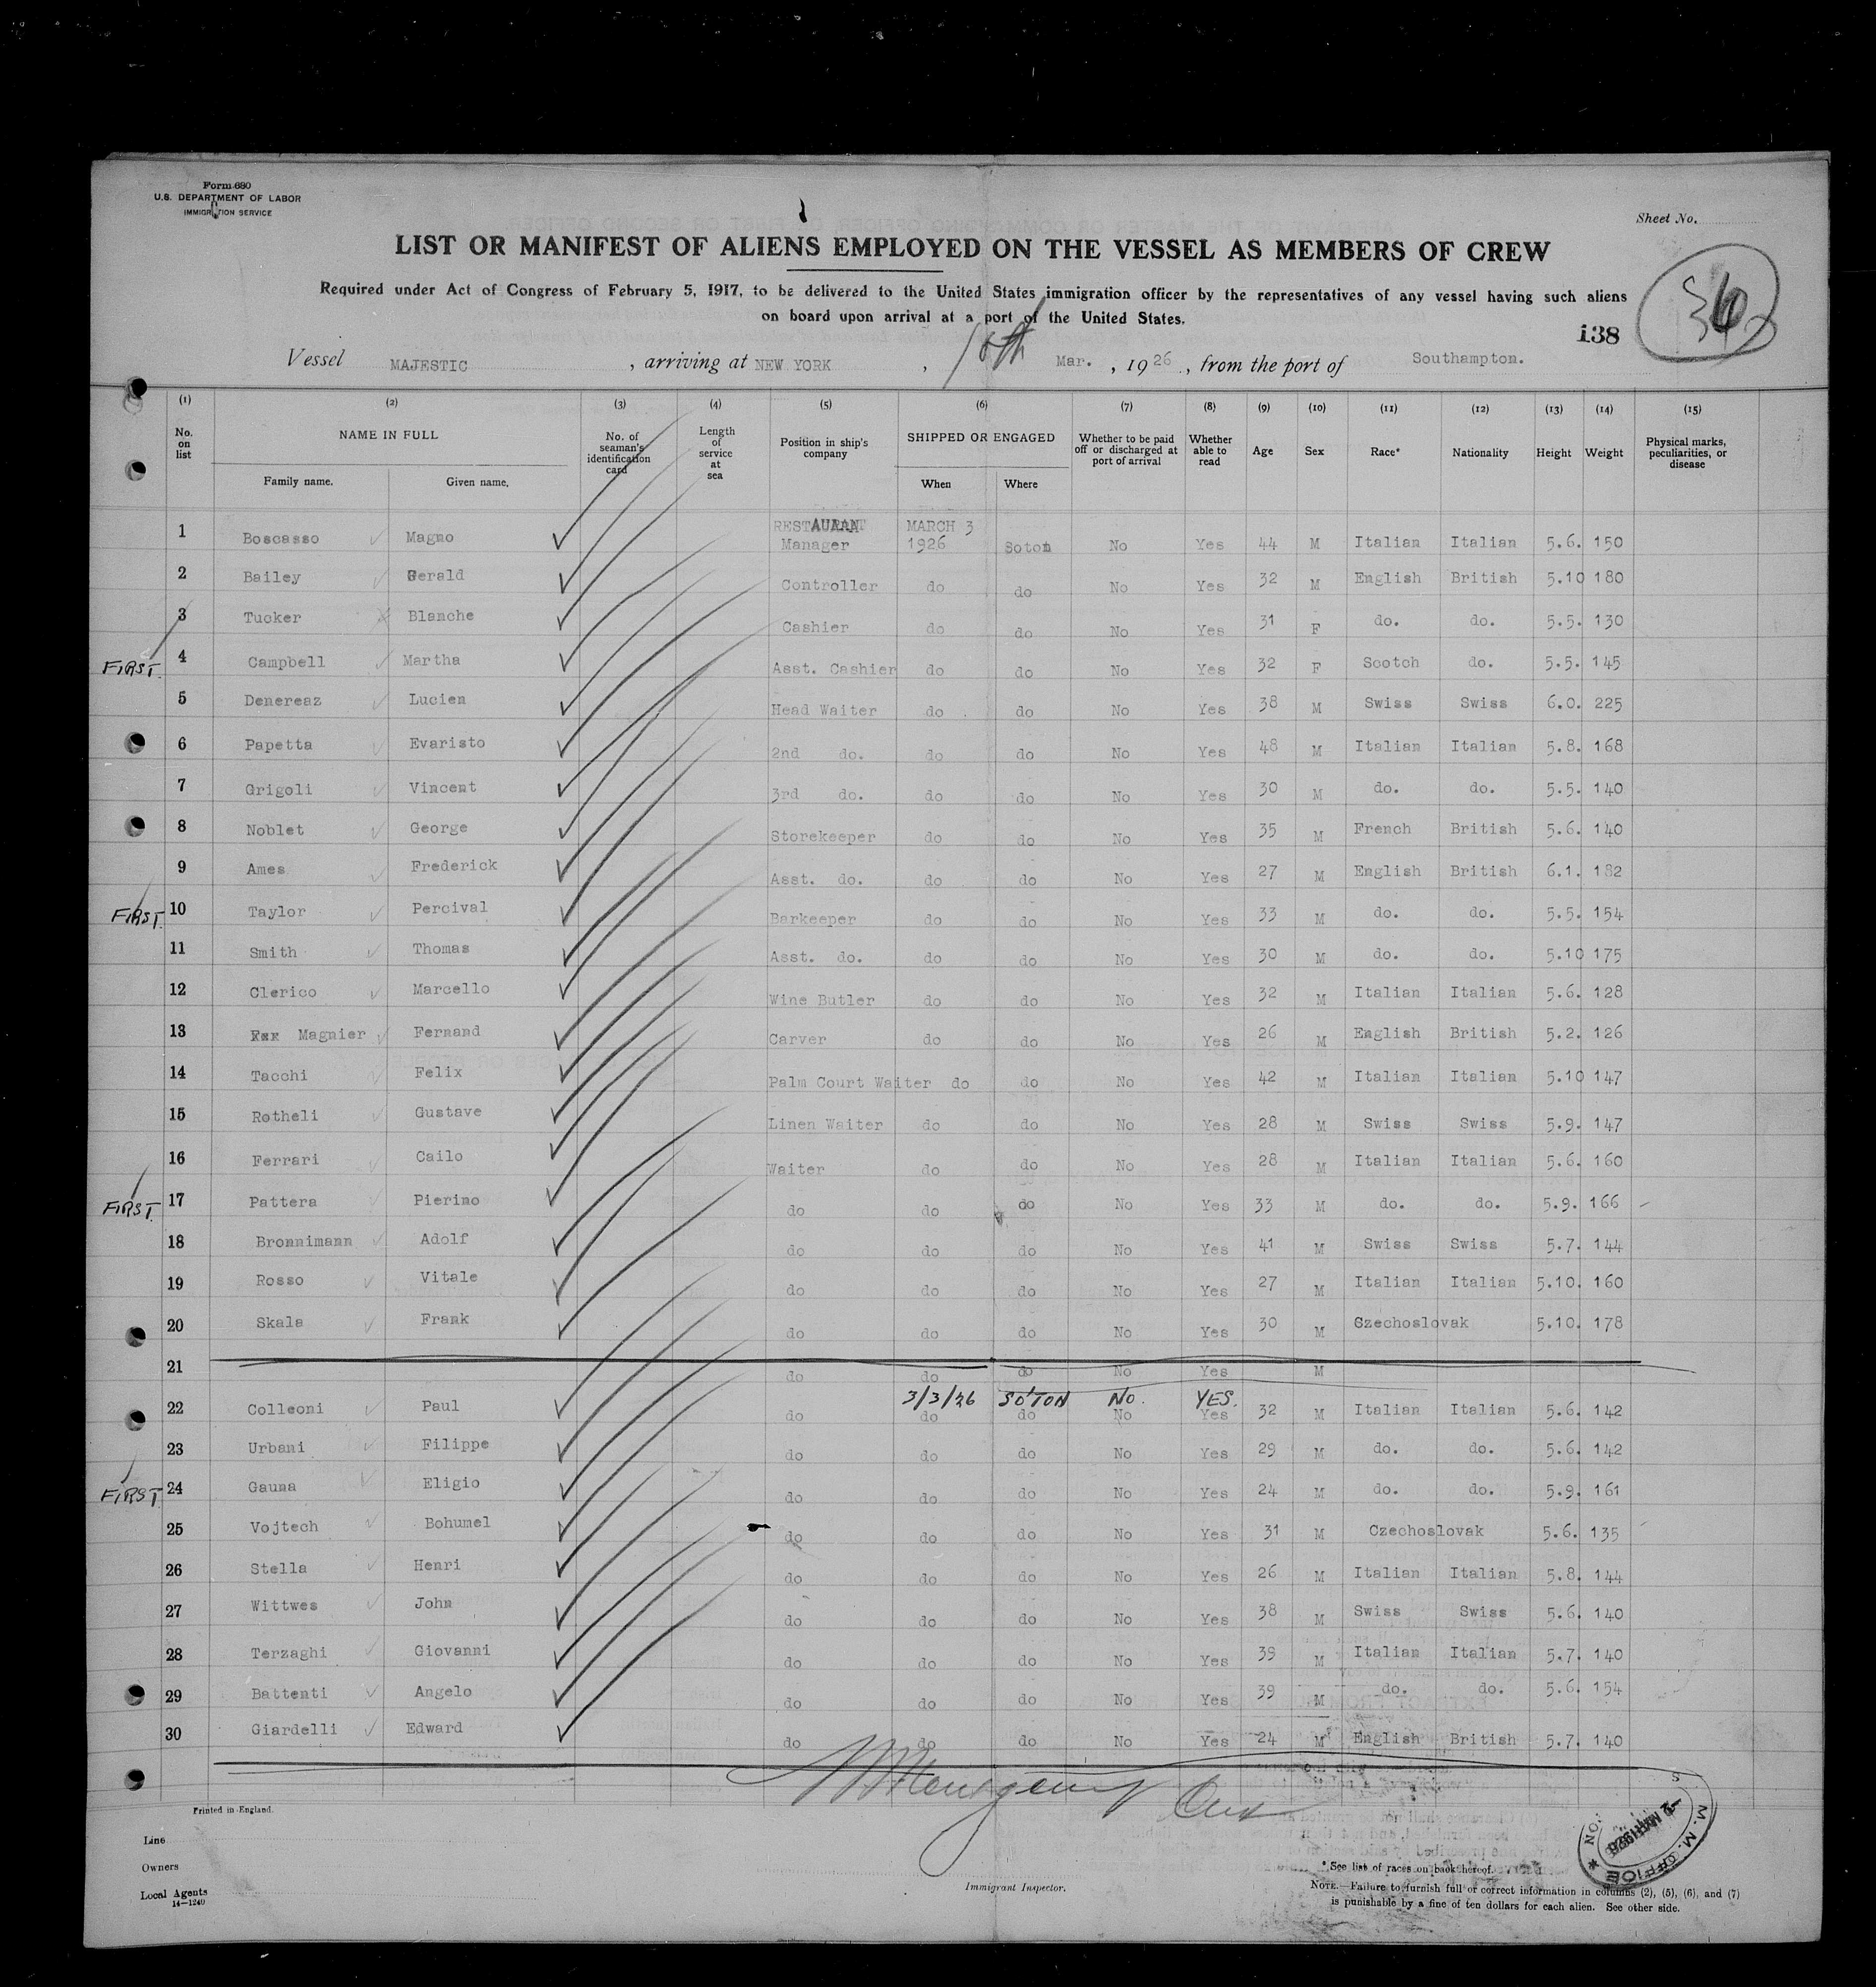 Form 680
U.S. DEPARTMENT OF LABOR
IMMIGRATION SERVICE
Sheet No.
LIST OR MANIFEST OF ALIENS EMPLOYED ON THE VESSEL AS MEMBERS OF CREW
Required under Act of Congress of February 5, 1917, to be delivered to the United States immigration officer by the representatives of any vessel having such aliens
on board upon arrival at a port of the United States.
138
Vessel MAJESTIC , arriving at NEW YORK , 10th Mar. , 1926 , from the port of Southampton.
(1) (2) (3) (4) (5) (6) (7) (8) (9) (10) (11) (12) (13) (14) (15)
No. on list NAME IN FULL No. of seaman's identification card Length of service at sea Position in ship's company SHIPPED OR ENGAGED Whether to be paid off or discharged at port of arrival Whether able to read Age Sex Race* Nationality Height Weight Physical marks, peculiarities, or disease
Family name. Given name. When Where
RESTAURANT MARCH 3
1 Boscasso Magno Manager 1926 Soton No Yes 44 M Italian Italian 5.6. 150
2 Bailey Gerald Controller do do No Yes 32 M English British 5.10 180
3 Tucker Blanche Cashier do do No Yes 31 F do. do. 5.5. 130
FIRST. 4 Campbell Martha Asst. Cashier do do No Yes 32 F Scotch do. 5.5. 145
5 Denereaz Lucien Head Waiter do do No Yes 38 M Swiss Swiss 6.0. 225
6 Papetta Evaristo 2nd do. do do No Yes 48 M Italian Italian 5.8. 168
7 Grigoli Vincent 3rd do. do do No Yes 30 M do. do. 5.5. 140
8 Noblet George Storekeeper do do No Yes 35 M French British 5.6. 140
9 Ames Frederick Asst. do. do do No Yes 27 M English British 6.1. 182
FIRST. 10 Taylor Percival Barkeeper do do No Yes 33 M do. do. 5.5. 154
11 Smith Thomas Asst. do. do do No Yes 30 M do. do. 5.10 175
12 Clerico Marcello Wine Butler do do No Yes 32 M Italian Italian 5.6. 128
13 Magnier Fernand Carver do do No Yes 26 M English British 5.2. 126
14 Tacchi Felix Palm Court Waiter do do No Yes 42 M Italian Italian 5.10 147
15 Rotheli Gustave Linen Waiter do do No Yes 28 M Swiss Swiss 5.9. 147
16 Ferrari Cailo Waiter do do No Yes 28 M Italian Italian 5.6. 160
FIRST. 17 Pattera Pierino do do do No Yes 33 M do. do. 5.9. 166
18 Bronnimann Adolf do do do No Yes 41 M Swiss Swiss 5.7. 144
19 Rosso Vitale do do do No Yes 27 M Italian Italian 5.10. 160
20 Skala Frank do do do No Yes 30 M Czechoslovak 5.10. 178
21 do do do No Yes M
3/3/26 SO'TON NO. YES.
22 Colleoni Paul do do do No Yes 32 M Italian Italian 5.6. 142
23 Urbani Filippe do do do No Yes 29 M do. do. 5.6. 142
FIRST 24 Gauna Eligio do do do No Yes 24 M do. do. 5.9. 161
25 Vojtech Bohumel do do do No Yes 31 M Czechoslovak 5.6. 135
26 Stella Henri do do do No Yes 26 M Italian Italian 5.8. 144
27 Wittwes John do do do No Yes 38 M Swiss Swiss 5.6. 140
28 Terzaghi Giovanni do do do No Yes 39 M Italian Italian 5.7. 140
29 Battenti Angelo do do do No Yes 39 M do. do. 5.6. 154
30 Giardelli Edward do do do No Yes 24 M English British 5.7. 140
Printed in England.
Line
Owners
Local Agents
14—1240
Immigrant Inspector.
M. M. OFFICE
* See list of races on back hereof.
NOTE.—Failure to furnish full or correct information in columns (2), (5), (6), and (7)
is punishable by a fine of ten dollars for each alien. See other side.